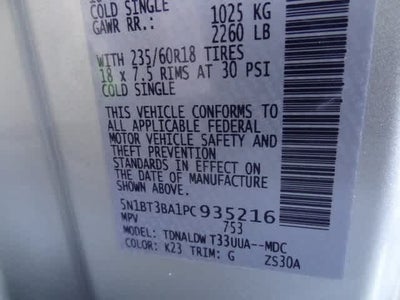 COLD SINGLE 1025 KG
GAWR RR.: 2260 LB
WITH 235/60R18 TIRES
18 x 7.5 RIMS AT 30 PSI
COLD SINGLE
THIS VEHICLE CONFORMS TO
ALL APPLICABLE FEDERAL
MOTOR VEHICLE SAFETY AND
THEFT PREVENTION
STANDARDS IN EFFECT ON
THE DATE OF MANUFACTURE
SHOWN ABOVE.
5N1BT3BA1PC935216
MPV 753
MODEL: TDNALDW T33UUA--MDC
COLOR: K23 TRIM: G ZS30A